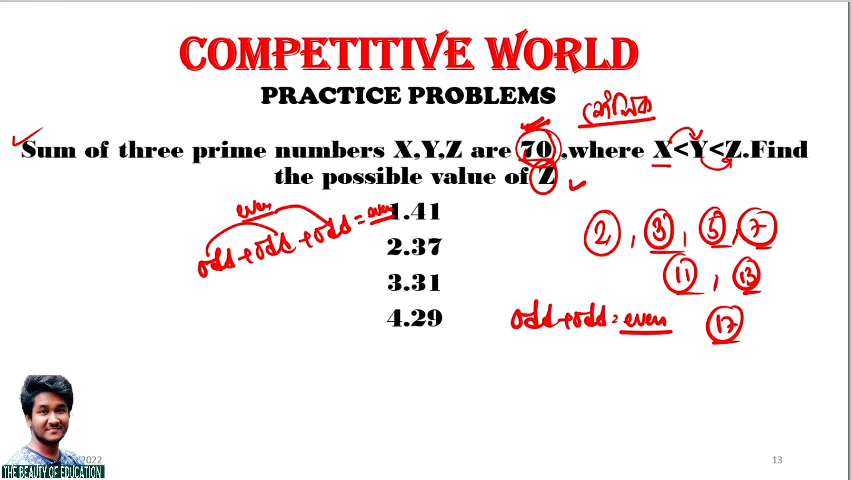 COMPETITIVE WORLD
PRACTICE PROBLEMS
মৌলিক
Sum of three prime numbers X,Y,Z are 70 ,where X<Y<Z.Find
the possible value of Z
even
odd + odd + odd = even
1.41
2.37
3.31
4.29
2 , 3 , 5 , 7
11 , 13
odd + odd = even
17
2022
THE BEAUTY OF EDUCATION
13